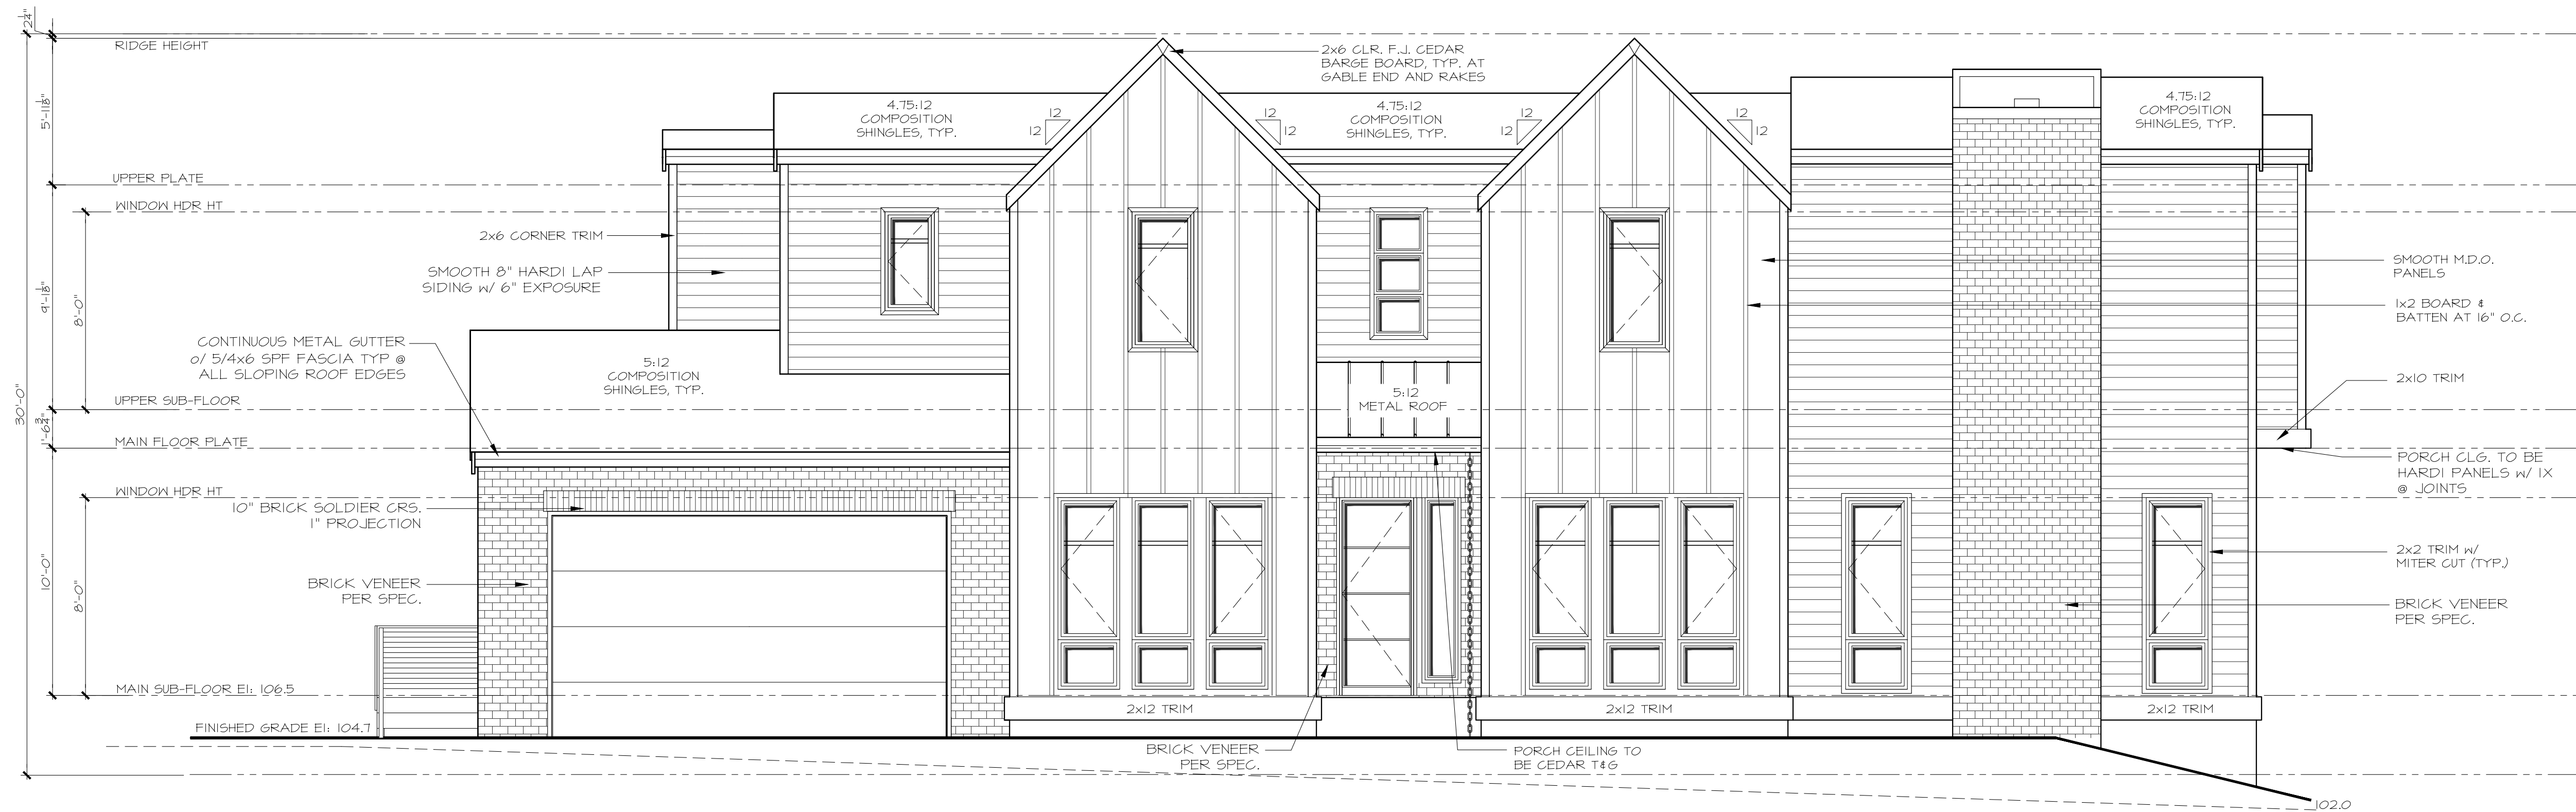 2 1/4"
RIDGE HEIGHT
5'-11 1/8"
UPPER PLATE
WINDOW HDR HT
9'-1 1/8"
8'-0"
UPPER SUB-FLOOR
30'-0"
1'-6 3/4"
MAIN FLOOR PLATE
WINDOW HDR HT
10'-0"
8'-0"
MAIN SUB-FLOOR El: 106.5
FINISHED GRADE El: 104.7
2x6 CORNER TRIM
SMOOTH 8" HARDI LAP
SIDING W/ 6" EXPOSURE
CONTINUOUS METAL GUTTER
o/ 5/4x6 SPF FASCIA TYP @
ALL SLOPING ROOF EDGES
10" BRICK SOLDIER CRS.
1" PROJECTION
BRICK VENEER
PER SPEC.
4.75:12
COMPOSITION
SHINGLES, TYP.
5:12
COMPOSITION
SHINGLES, TYP.
12
12
2x6 CLR. F.J. CEDAR
BARGE BOARD, TYP. AT
GABLE END AND RAKES
12
12
4.75:12
COMPOSITION
SHINGLES, TYP.
12
12
12
12
5:12
METAL ROOF
4.75:12
COMPOSITION
SHINGLES, TYP.
2x12 TRIM
2x12 TRIM
2x12 TRIM
BRICK VENEER
PER SPEC.
PORCH CEILING TO
BE CEDAR T&G
SMOOTH M.D.O.
PANELS
1x2 BOARD &
BATTEN AT 16" O.C.
2x10 TRIM
PORCH CLG. TO BE
HARDI PANELS W/ 1X
@ JOINTS
2x2 TRIM W/
MITER CUT (TYP.)
BRICK VENEER
PER SPEC.
102.0